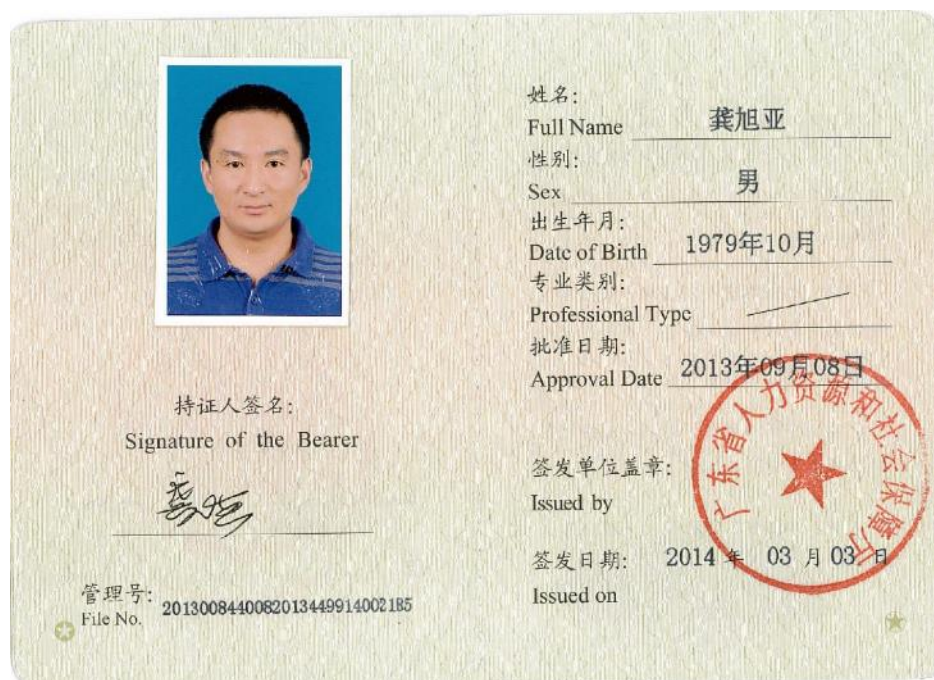 持证人签名:
Signature of the Bearer
管理号:
File No. 2013008440082013449914002185
姓名:
Full Name 龚旭亚
性别:
Sex 男
出生年月:
Date of Birth 1979年10月
专业类别:
Professional Type
批准日期:
Approval Date 2013年09月08日
签发单位盖章:
Issued by
广东省人力资源和社会保障厅
签发日期: 2014 年 03 月 03 日
Issued on